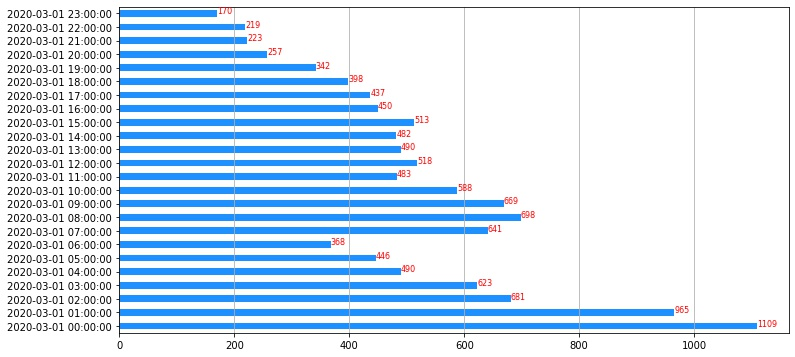 2020-03-01 23:00:00 170
2020-03-01 22:00:00 219
2020-03-01 21:00:00 223
2020-03-01 20:00:00 257
2020-03-01 19:00:00 342
2020-03-01 18:00:00 398
2020-03-01 17:00:00 437
2020-03-01 16:00:00 450
2020-03-01 15:00:00 513
2020-03-01 14:00:00 482
2020-03-01 13:00:00 490
2020-03-01 12:00:00 518
2020-03-01 11:00:00 483
2020-03-01 10:00:00 588
2020-03-01 09:00:00 669
2020-03-01 08:00:00 698
2020-03-01 07:00:00 641
2020-03-01 06:00:00 368
2020-03-01 05:00:00 446
2020-03-01 04:00:00 490
2020-03-01 03:00:00 623
2020-03-01 02:00:00 681
2020-03-01 01:00:00 965
2020-03-01 00:00:00 1109
0 200 400 600 800 1000